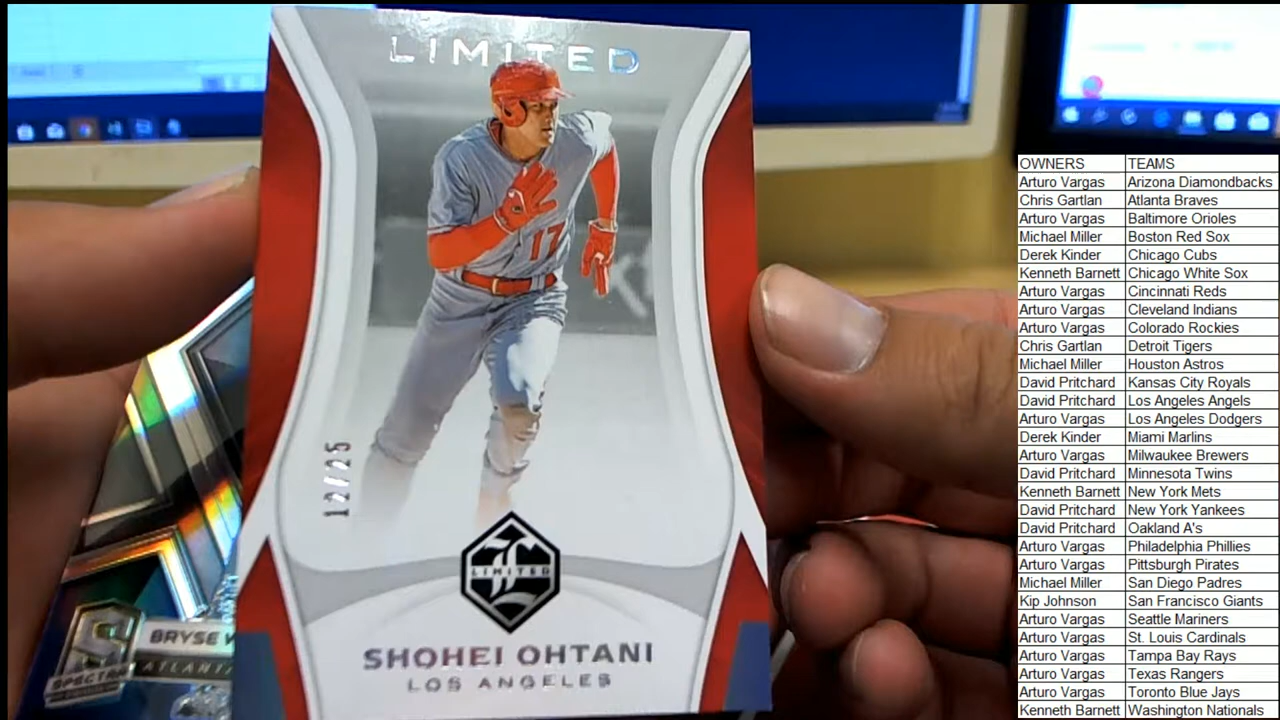 LIMITED
17
12/25
LIMITED
SHOHEI OHTANI
LOS ANGELES
BRYSE
ATLANTA
SPECTRA
OWNERS TEAMS
Arturo Vargas Arizona Diamondbacks
Chris Gartlan Atlanta Braves
Arturo Vargas Baltimore Orioles
Michael Miller Boston Red Sox
Derek Kinder Chicago Cubs
Kenneth Barnett Chicago White Sox
Arturo Vargas Cincinnati Reds
Arturo Vargas Cleveland Indians
Arturo Vargas Colorado Rockies
Chris Gartlan Detroit Tigers
Michael Miller Houston Astros
David Pritchard Kansas City Royals
David Pritchard Los Angeles Angels
Arturo Vargas Los Angeles Dodgers
Derek Kinder Miami Marlins
Arturo Vargas Milwaukee Brewers
David Pritchard Minnesota Twins
Kenneth Barnett New York Mets
David Pritchard New York Yankees
David Pritchard Oakland A's
Arturo Vargas Philadelphia Phillies
Arturo Vargas Pittsburgh Pirates
Michael Miller San Diego Padres
Kip Johnson San Francisco Giants
Arturo Vargas Seattle Mariners
Arturo Vargas St. Louis Cardinals
Arturo Vargas Tampa Bay Rays
Arturo Vargas Texas Rangers
Arturo Vargas Toronto Blue Jays
Kenneth Barnett Washington Nationals